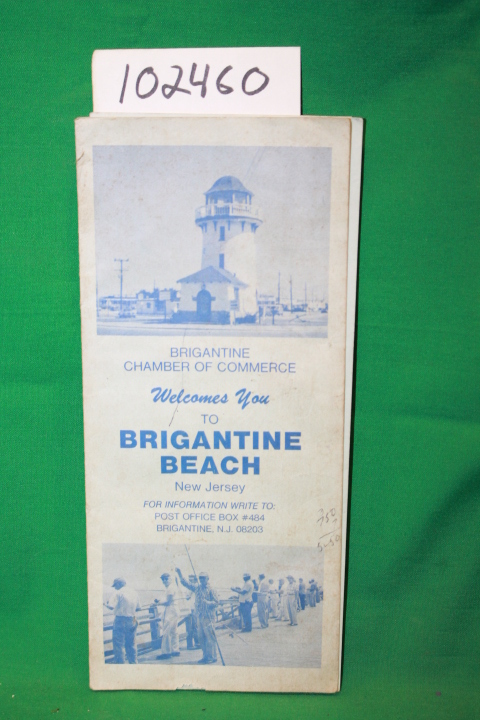 102460
BRIGANTINE
CHAMBER OF COMMERCE
Welcomes You
TO
BRIGANTINE
BEACH
New Jersey
FOR INFORMATION WRITE TO:
POST OFFICE BOX #484
BRIGANTINE, N.J. 08203